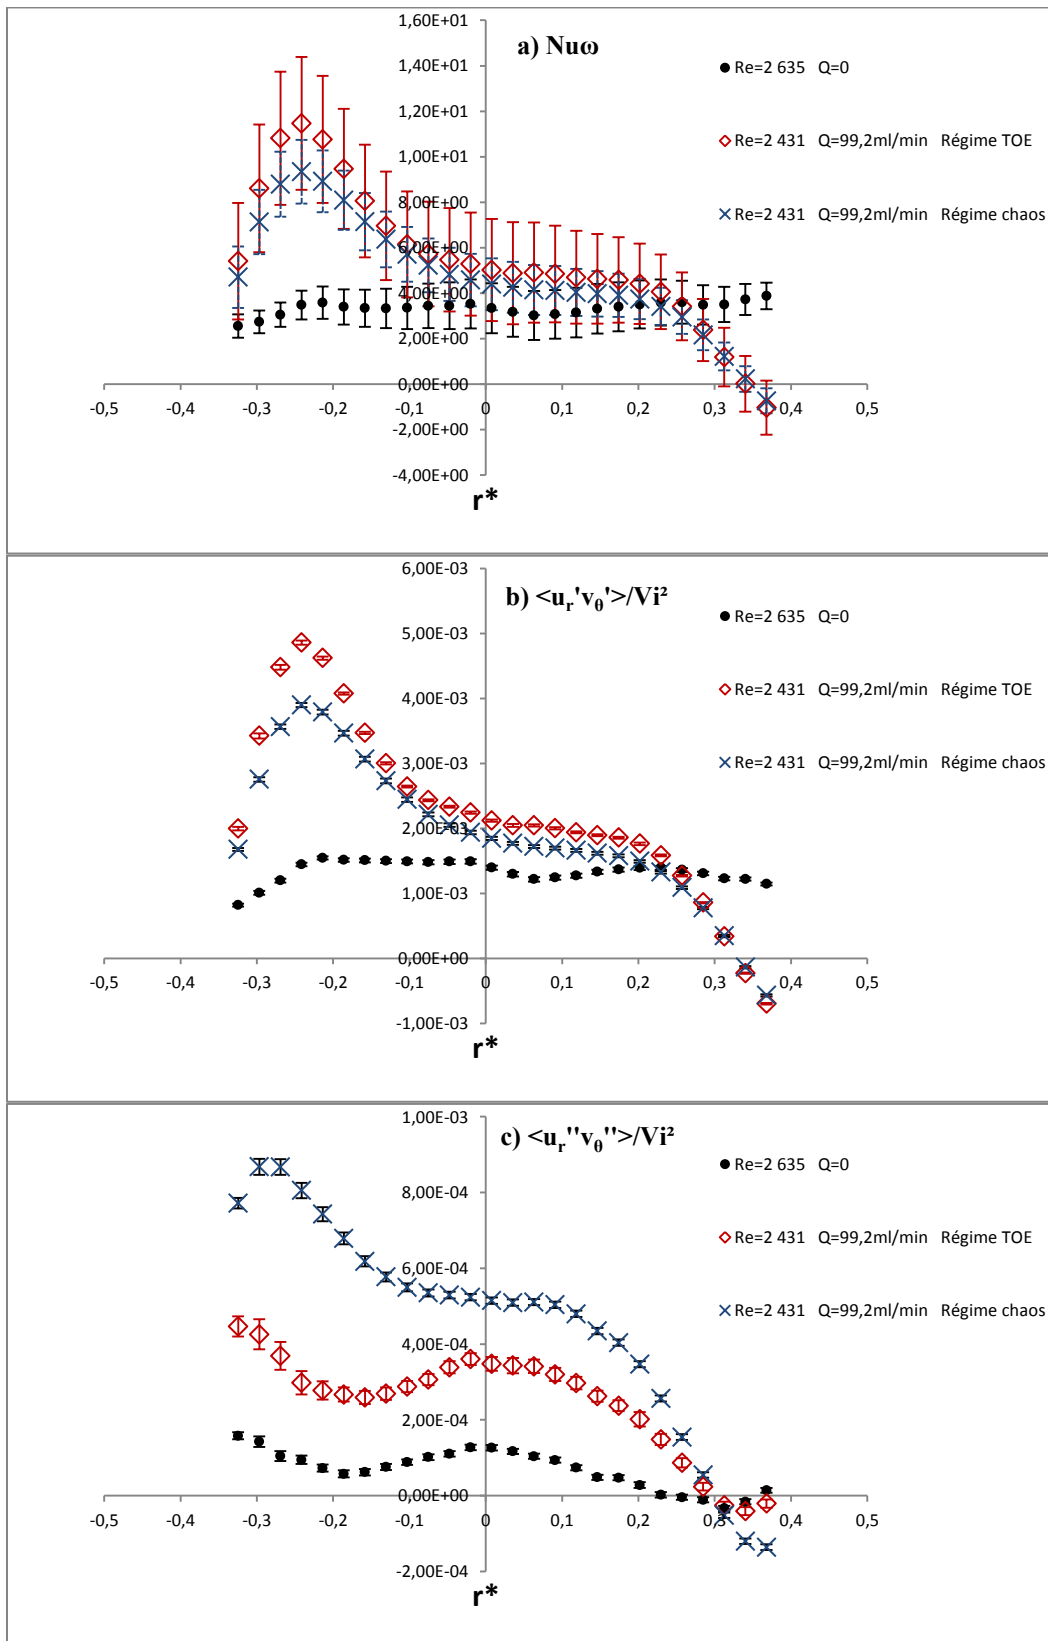 1,60E+01
a) Nuω
1,40E+01
Re=2 635 Q=0
1,20E+01
Re=2 431 Q=99,2ml/min Régime TOE
1,00E+01
8,00E+00
Re=2 431 Q=99,2ml/min Régime chaos
6,00E+00
4,00E+00
2,00E+00
0,00E+00
-0,5 -0,4 -0,3 -0,2 -0,1 0 0,1 0,2 0,3 0,4 0,5
-2,00E+00
-4,00E+00
r*
6,00E-03
b) <uᵣ'v_θ'>/Vi²
Re=2 635 Q=0
5,00E-03
Re=2 431 Q=99,2ml/min Régime TOE
4,00E-03
Re=2 431 Q=99,2ml/min Régime chaos
3,00E-03
2,00E-03
1,00E-03
0,00E+00
-0,5 -0,4 -0,3 -0,2 -0,1 0 0,1 0,2 0,3 0,4 0,5
-1,00E-03
r*
1,00E-03
c) <uᵣ''v_θ''>/Vi²
Re=2 635 Q=0
8,00E-04
Re=2 431 Q=99,2ml/min Régime TOE
6,00E-04
Re=2 431 Q=99,2ml/min Régime chaos
4,00E-04
2,00E-04
0,00E+00
-0,5 -0,4 -0,3 -0,2 -0,1 0 0,1 0,2 0,3 0,4 0,5
-2,00E-04
r*